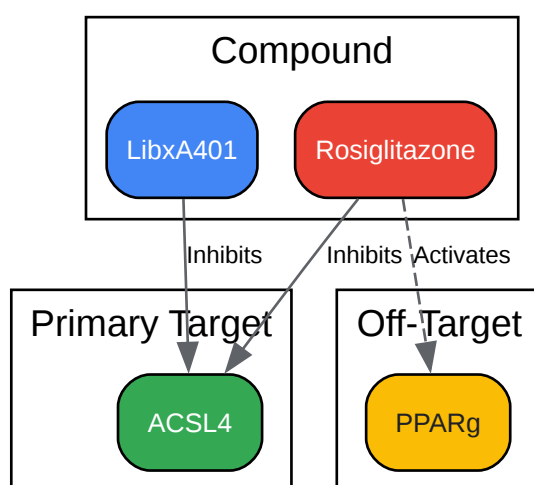 Compound
LibxA401
Rosiglitazone
Inhibits
Inhibits
Activates
Primary Target
Off-Target
ACSL4
PPARg